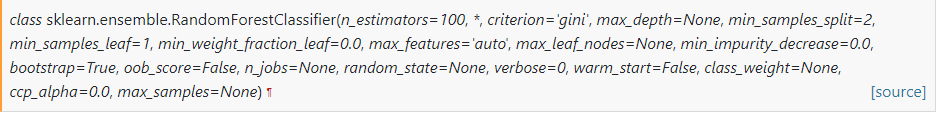 class sklearn.ensemble.RandomForestClassifier(n_estimators=100, *, criterion='gini', max_depth=None, min_samples_split=2,
min_samples_leaf=1, min_weight_fraction_leaf=0.0, max_features='auto', max_leaf_nodes=None, min_impurity_decrease=0.0,
bootstrap=True, oob_score=False, n_jobs=None, random_state=None, verbose=0, warm_start=False, class_weight=None,
ccp_alpha=0.0, max_samples=None) ¶ [source]